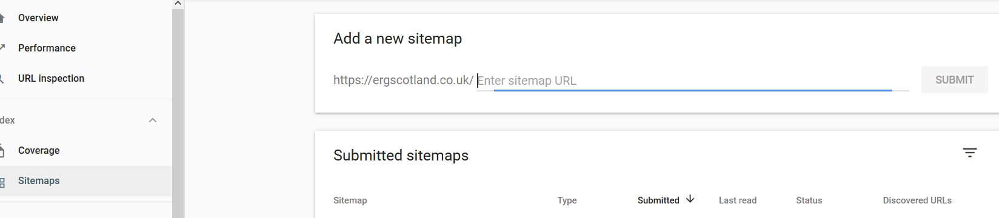 Overview
Performance
URL inspection
dex
Coverage
Sitemaps
Add a new sitemap
https://ergscotland.co.uk/ Enter sitemap URL
SUBMIT
Submitted sitemaps
Sitemap Type Submitted Last read Status Discovered URLs